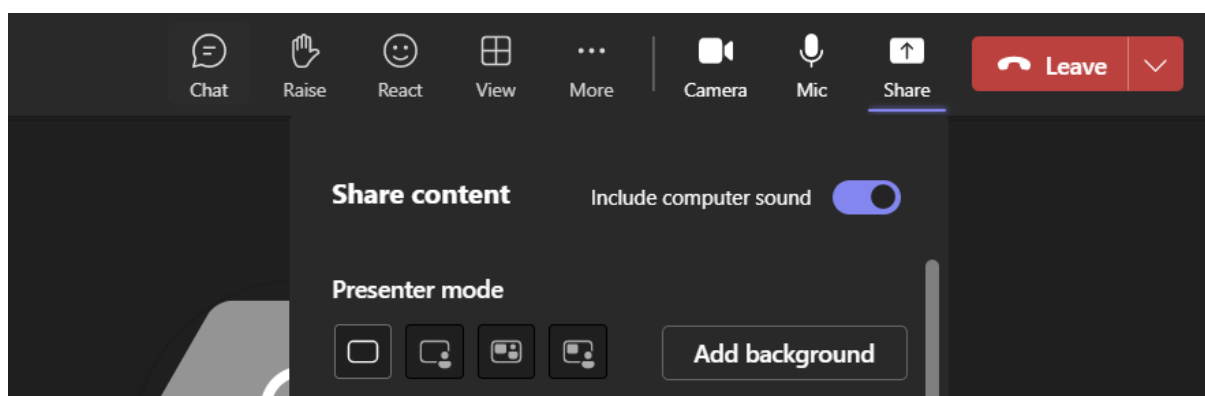 Chat Raise React View More Camera Mic Share Leave
Share content Include computer sound
Presenter mode
Add background